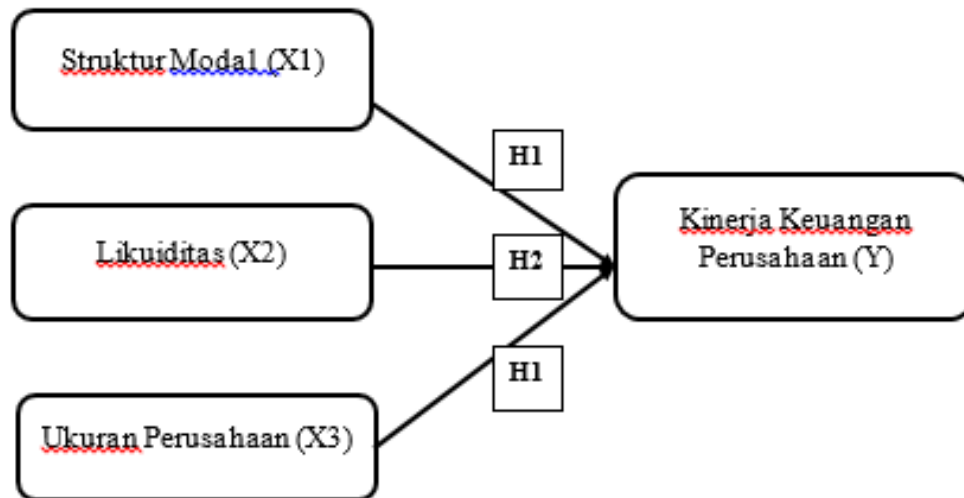 Struktur Modal (X1)
H1
Likuiditas (X2)
H2
Kinerja Keuangan
Perusahaan (Y)
H1
Ukuran Perusahaan (X3)